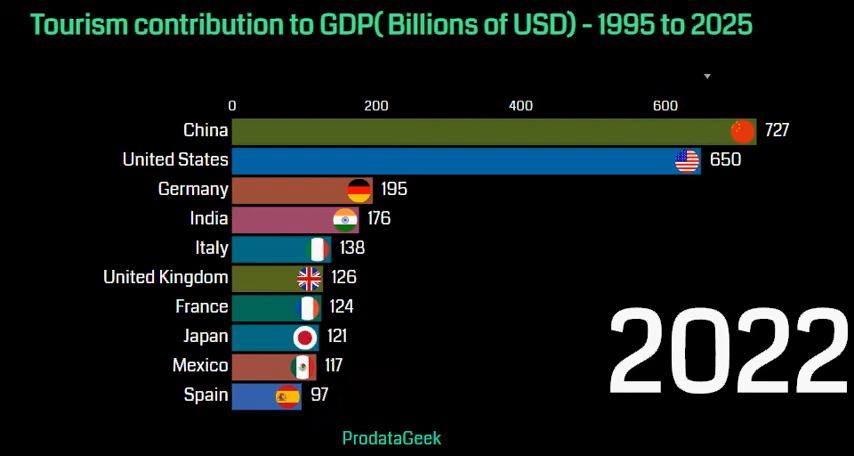 Tourism contribution to GDP( Billions of USD) - 1995 to 2025
0 200 400 600
China 727
United States 650
Germany 195
India 176
Italy 138
United Kingdom 126
France 124
Japan 121
Mexico 117
Spain 97
2022
ProdataGeek